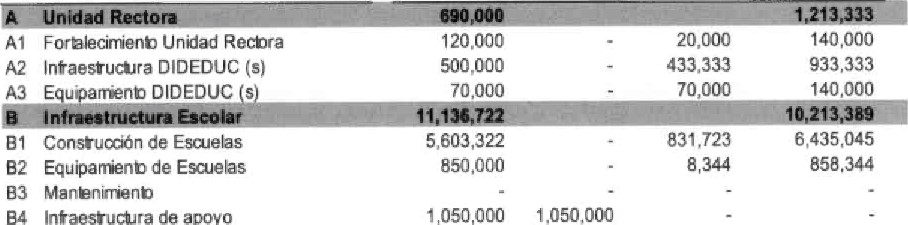 A Unidad Rectora 690,000 1,213,333
A1 Fortalecimiento Unidad Rectora 120,000 - 20,000 140,000
A2 Infraestructura DIDEDUC (s) 500,000 - 433,333 933,333
A3 Equipamiento DIDEDUC (s) 70,000 - 70,000 140,000
B Infraestructura Escolar 11,136,722 10,213,389
B1 Construcción de Escuelas 5,603,322 - 831,723 6,435,045
B2 Equipamiento de Escuelas 850,000 - 8,344 858,344
B3 Mantenimiento - - - -
B4 Infraestructura de apoyo 1,050,000 1,050,000 - -